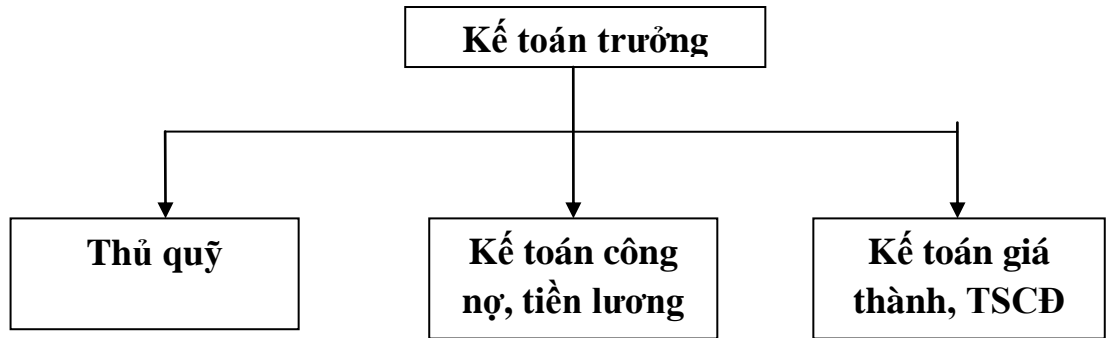 Kế toán trưởng
Thủ quỹ
Kế toán công
nợ, tiền lương
Kế toán giá
thành, TSCĐ